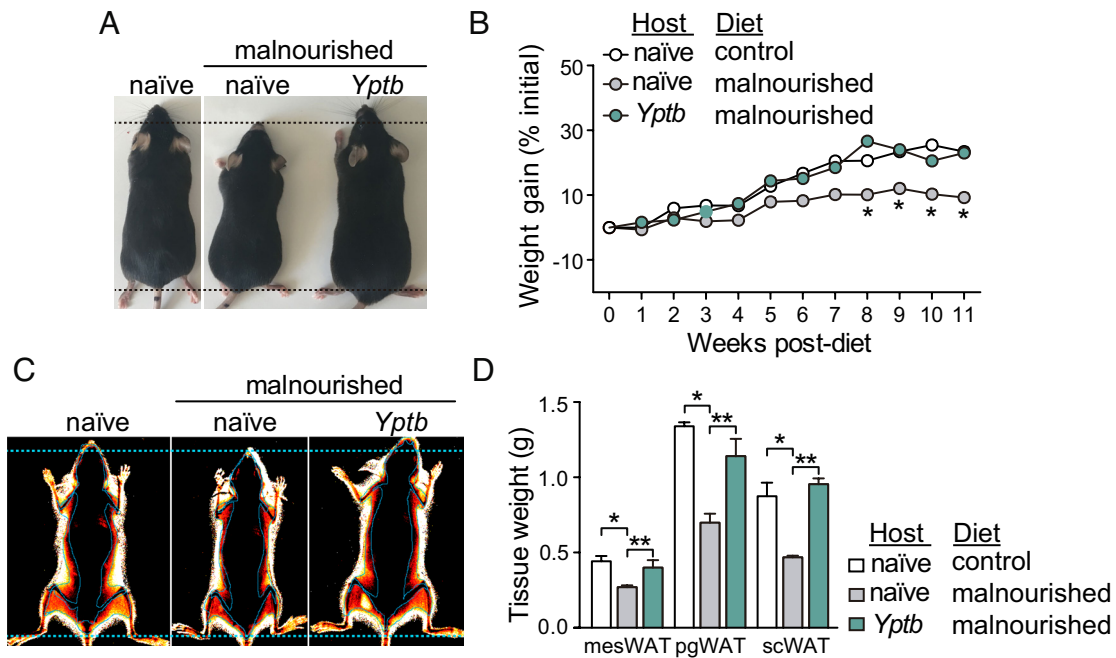 A
malnourished
naïve
naïve
Yptb
B
Host Diet
naïve control
naïve malnourished
Yptb malnourished
Weight gain (% initial)
50
30
10
-10
0 1 2 3 4 5 6 7 8 9 10 11
* * * *
Weeks post-diet
C
malnourished
naïve
naïve
Yptb
D
Tissue weight (g)
1.5
1.0
0.5
0.0
* **
* **
* **
mesWAT pgWAT scWAT
Host Diet
naïve control
naïve malnourished
Yptb malnourished